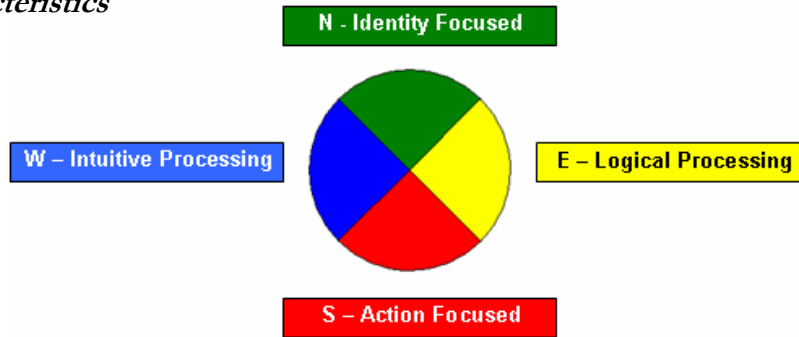 cteristics
N - Identity Focused
W – Intuitive Processing
E – Logical Processing
S – Action Focused